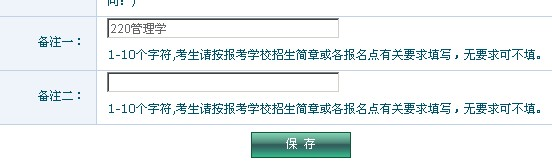 问！）
备注一：
220管理学
1-10个字符,考生请按报考学校招生简章或各报名点有关要求填写，无要求可不填。
备注二：
1-10个字符,考生请按报考学校招生简章或各报名点有关要求填写，无要求可不填。
保 存